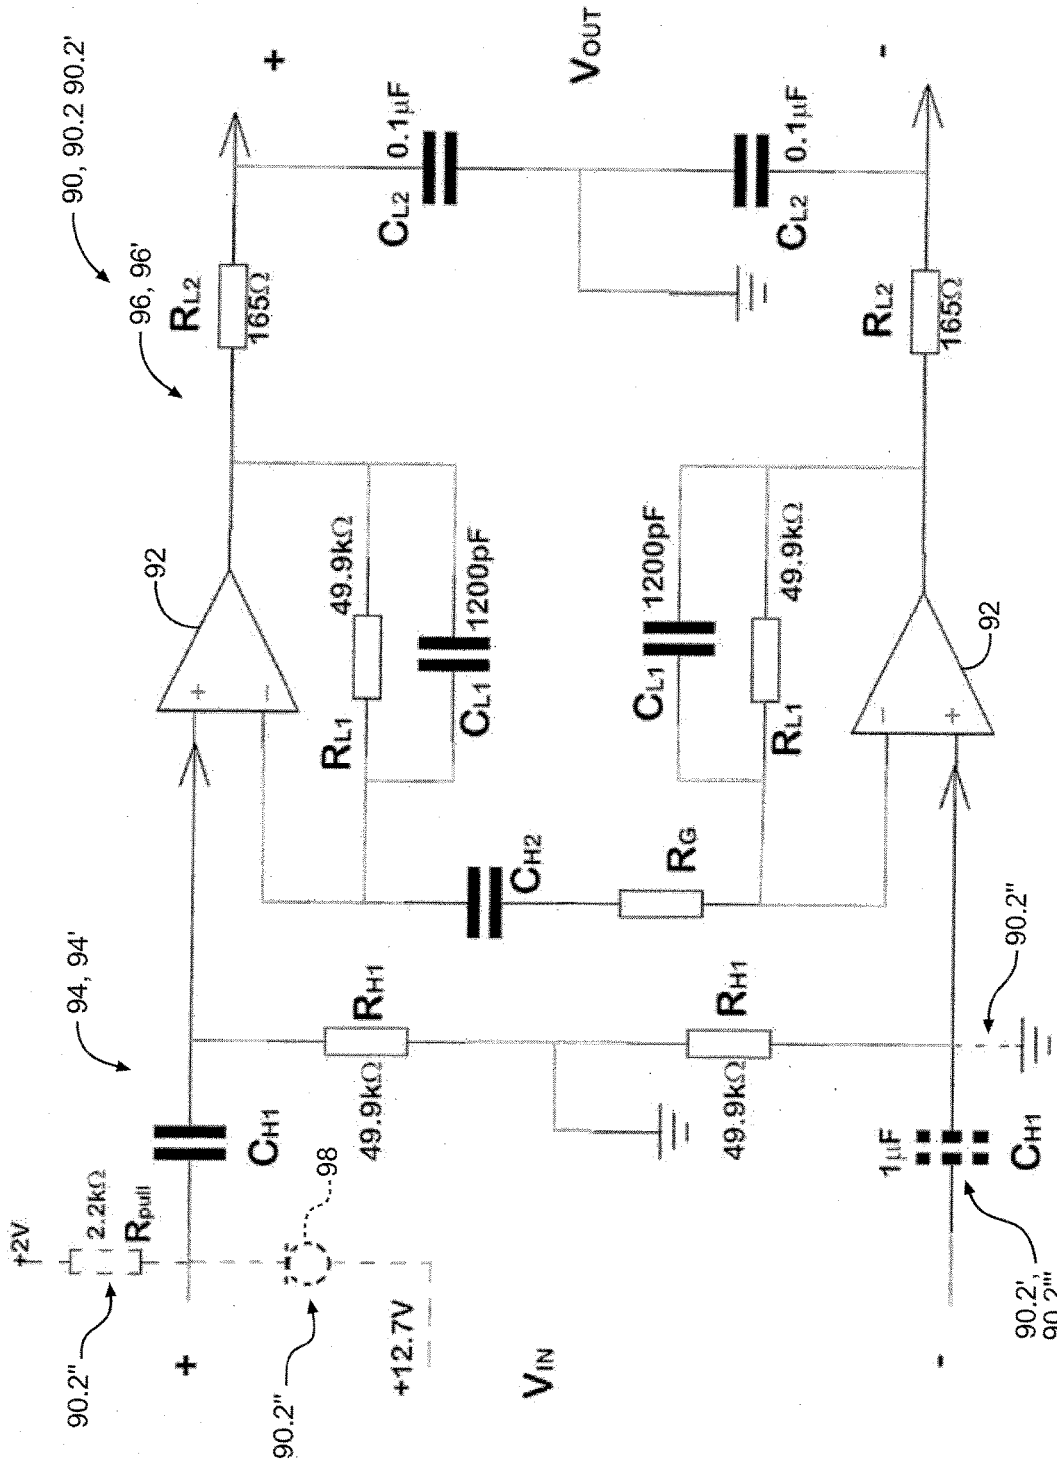 90, 90.2 90.2'
96, 96'
+
VOUT
-
0.1µF
CL2
0.1µF
CL2
RL2
165Ω
RL2
165Ω
92
49.9kΩ
1200pF
RL1
CL1
+
-
1200pF
49.9kΩ
CL1
RL1
-
+
92
CH2
RG
94, 94'
RH1
49.9kΩ
RH1
49.9kΩ
90.2"
CH1
1µF
CH1
+2V
2.2kΩ
Rpull
98
90.2"
90.2"
+12.7V
+
VIN
-
90.2',
90.2'"